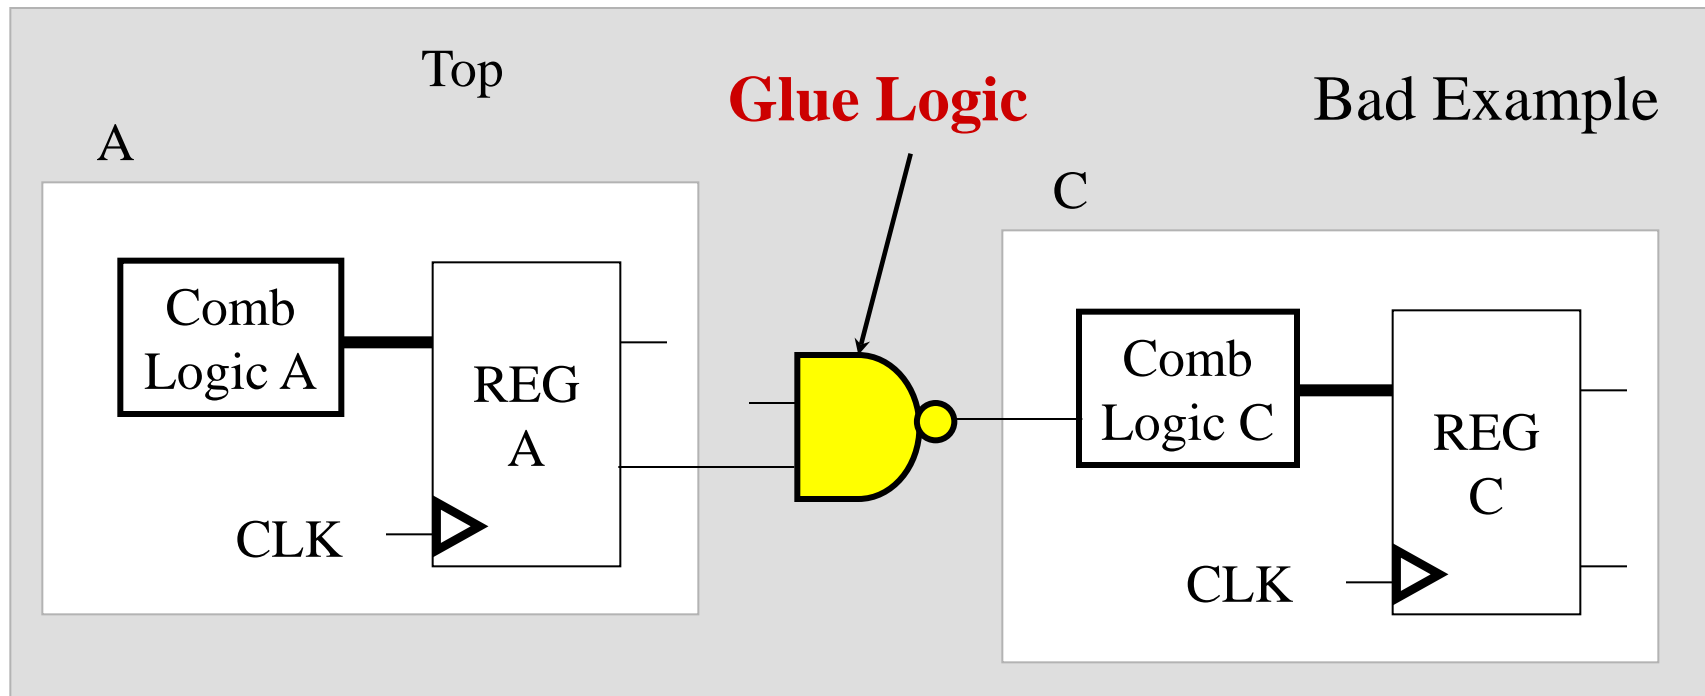 Top
Glue Logic
Bad Example
A
C
Comb
Logic A
REG
A
CLK
Comb
Logic C
REG
C
CLK